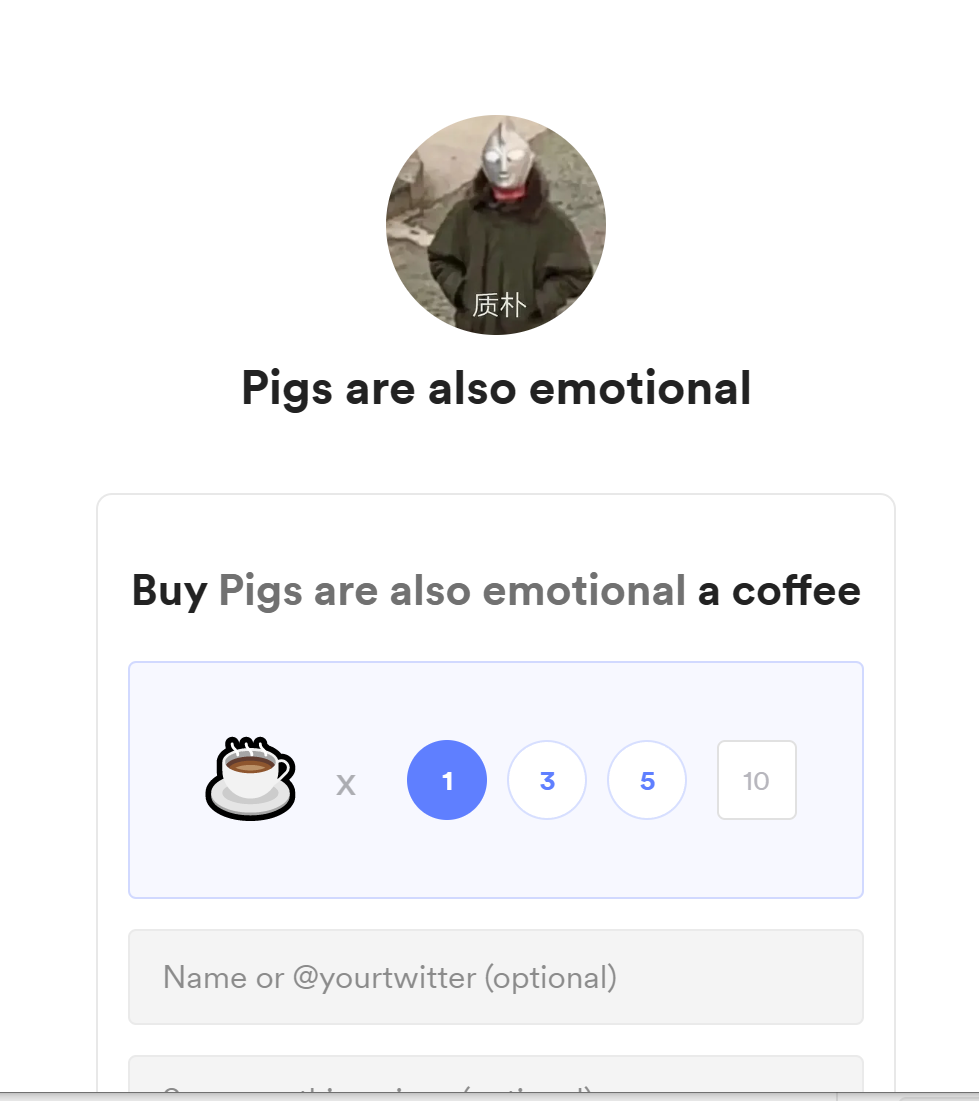 质朴
Pigs are also emotional
Buy Pigs are also emotional a coffee
x 1 3 5 10
Name or @yourtwitter (optional)
(optional)